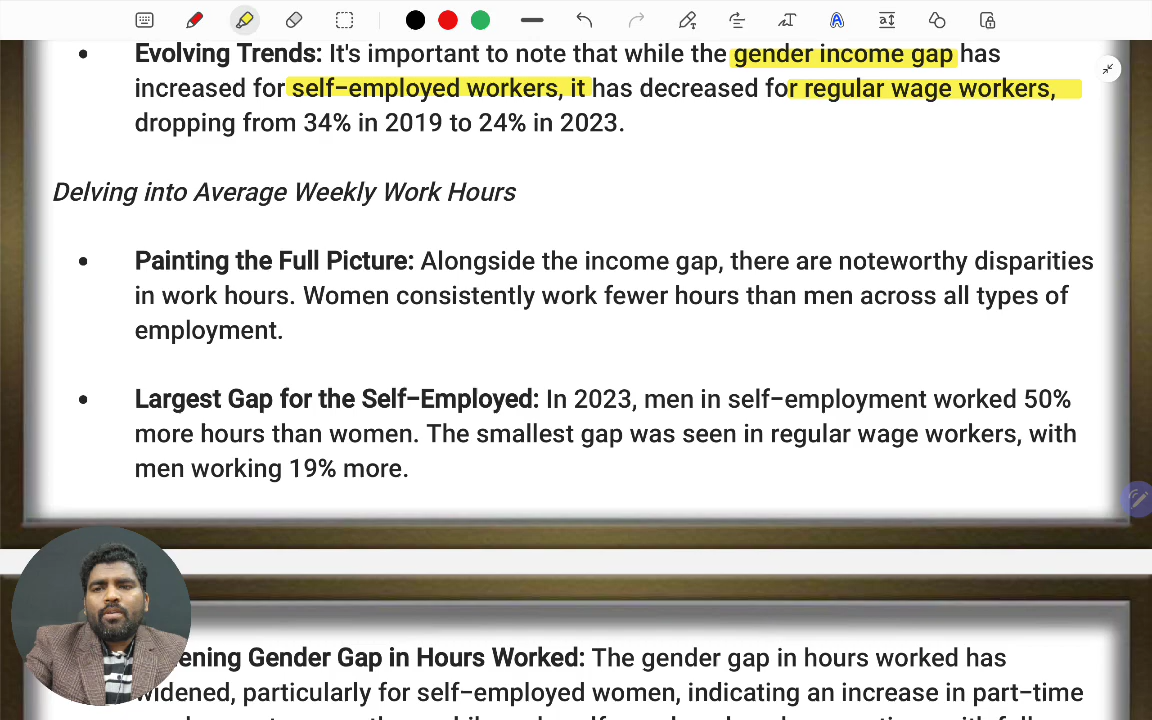 Evolving Trends: It's important to note that while the gender income gap has
increased for self-employed workers, it has decreased for regular wage workers,
dropping from 34% in 2019 to 24% in 2023.
Delving into Average Weekly Work Hours
Painting the Full Picture: Alongside the income gap, there are noteworthy disparities
in work hours. Women consistently work fewer hours than men across all types of
employment.
Largest Gap for the Self-Employed: In 2023, men in self-employment worked 50%
more hours than women. The smallest gap was seen in regular wage workers, with
men working 19% more.
Gender Gap in Hours Worked: The gender gap in hours worked has
widened, particularly for self-employed women, indicating an increase in part-time